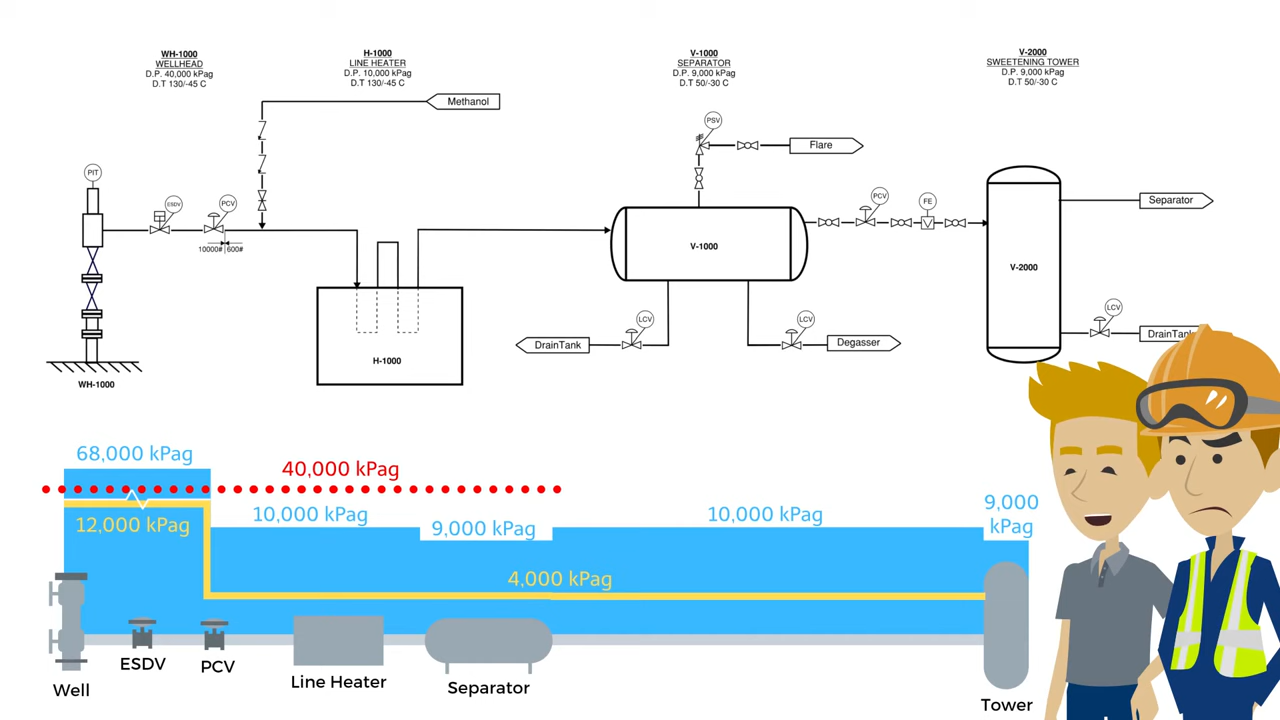 WH-1000
WELLHEAD
D.P. 40,000 kPag
D.T 130/-45 C
H-1000
LINE HEATER
D.P. 10,000 kPag
D.T 130/-45 C
V-1000
SEPARATOR
D.P. 9,000 kPag
D.T 50/-30 C
V-2000
SWEETENING TOWER
D.P. 9,000 kPag
D.T 50/-30 C
Methanol
PSV
Flare
PIT
ESDV
PCV
10000# 600#
PCV
FE
Separator
V-1000
V-2000
LCV
DrainTank
LCV
Degasser
LCV
DrainTank
H-1000
WH-1000
68,000 kPag
40,000 kPag
12,000 kPag
10,000 kPag
9,000 kPag
10,000 kPag
9,000
kPag
4,000 kPag
ESDV
PCV
Well
Line Heater
Separator
Tower